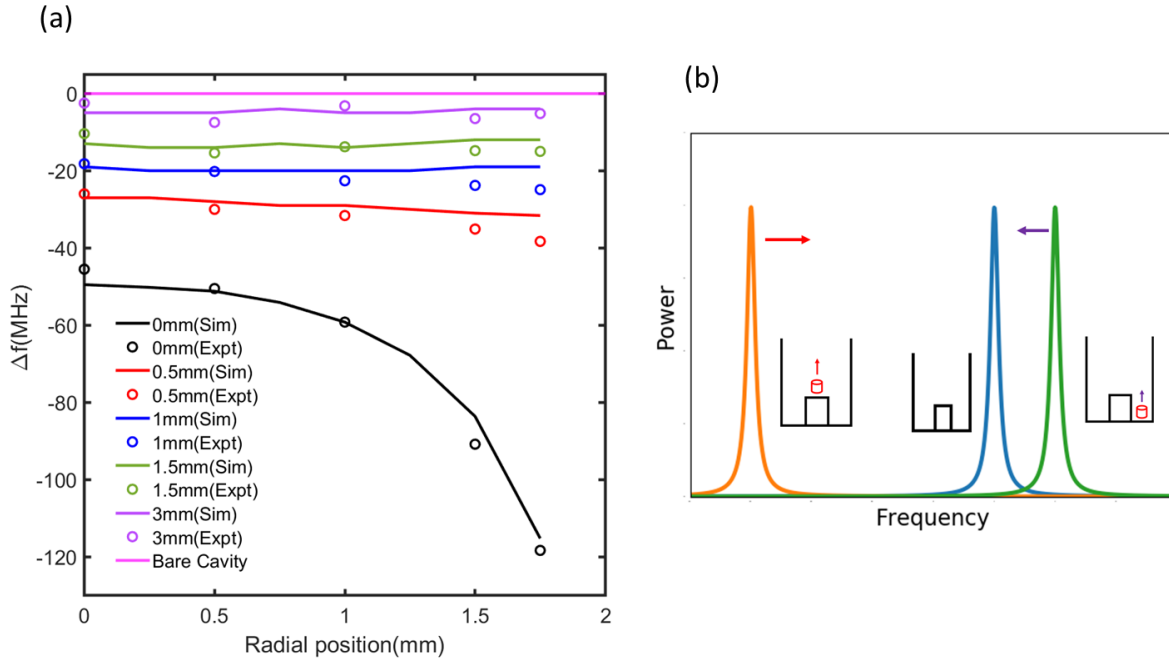 (a)
0
-20
-40
-60
-80
-100
-120
Δf(MHz)
0mm(Sim)
0mm(Expt)
0.5mm(Sim)
0.5mm(Expt)
1mm(Sim)
1mm(Expt)
1.5mm(Sim)
1.5mm(Expt)
3mm(Sim)
3mm(Expt)
Bare Cavity
0 0.5 1 1.5 2
Radial position(mm)
(b)
Power
Frequency